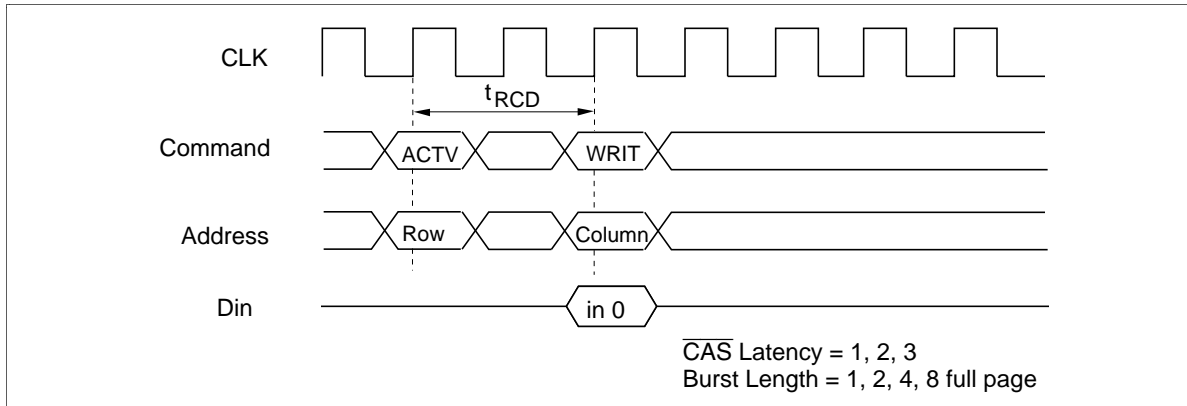 CLK
tRCD
Command
ACTV
WRIT
Address
Row
Column
Din
in 0
CAS Latency = 1, 2, 3
Burst Length = 1, 2, 4, 8 full page